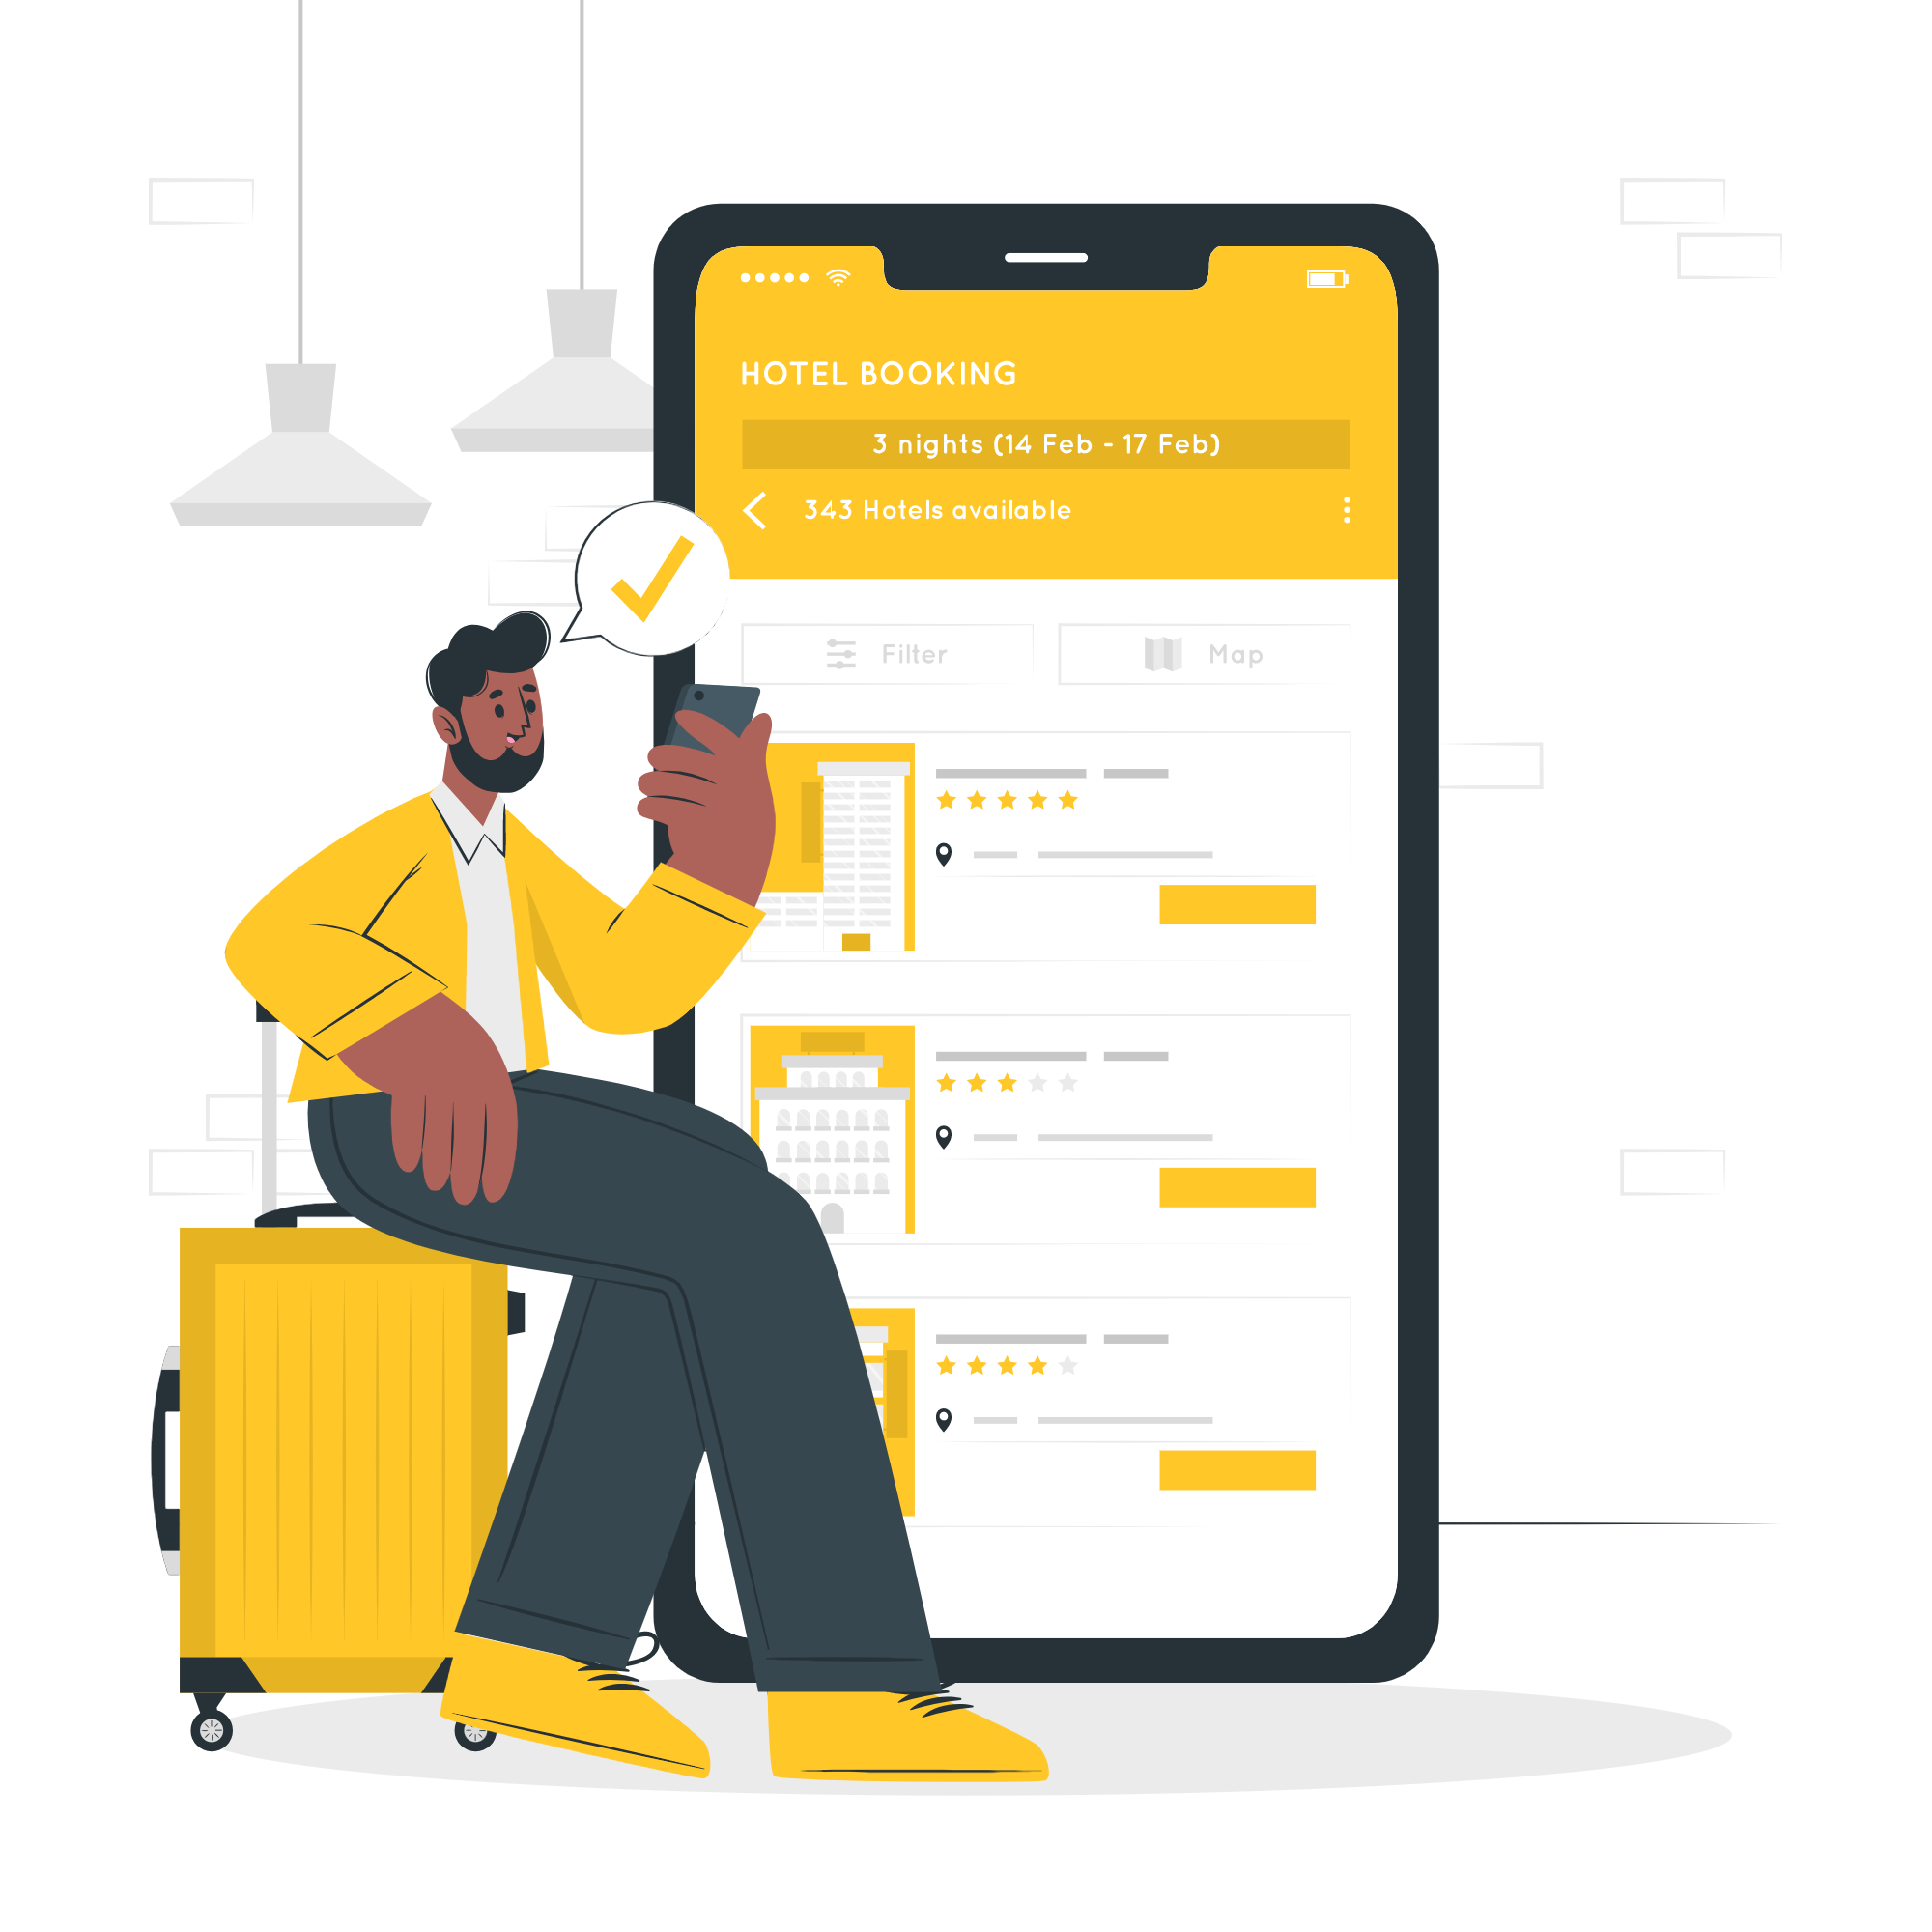 HOTEL BOOKING
3 nights (14 Feb - 17 Feb)
343 Hotels available
Filter
Map